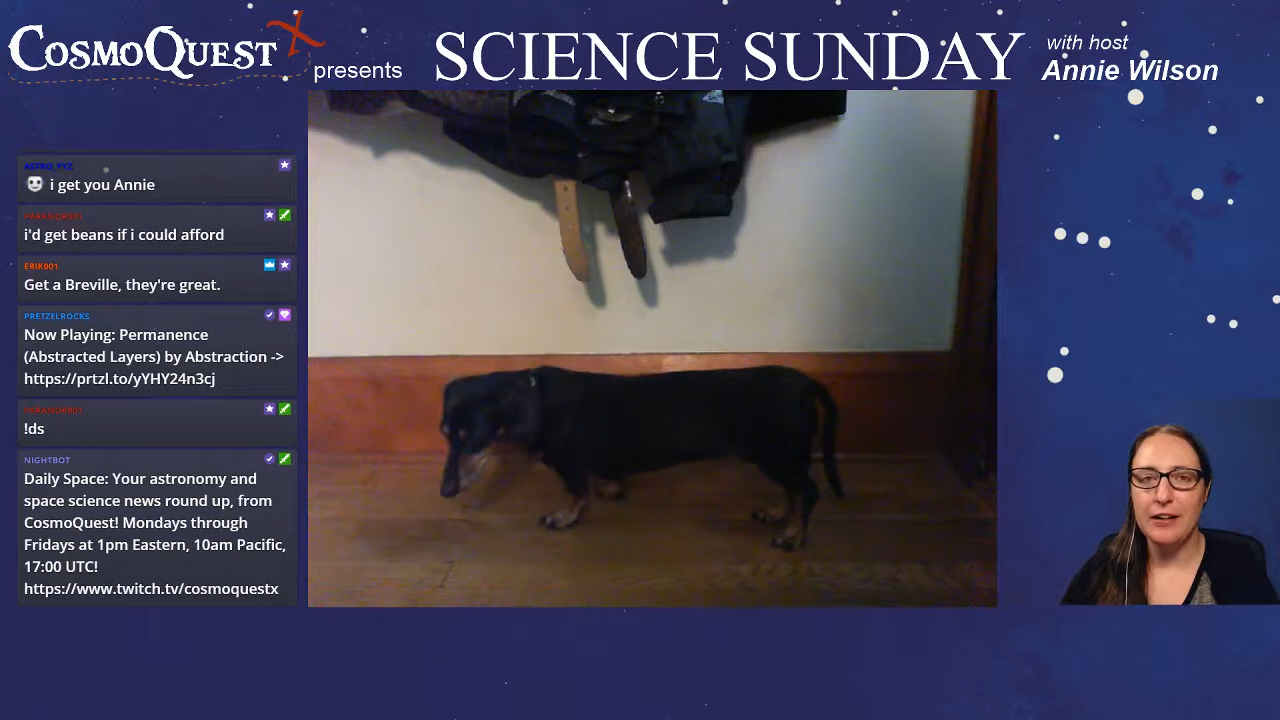 CosmoQuest X
presents
SCIENCE SUNDAY
with host
Annie Wilson
ASTRO_YYZ
i get you Annie
PARANOR001
i'd get beans if i could afford
ERIK001
Get a Breville, they're great.
PRETZELROCKS
Now Playing: Permanence
(Abstracted Layers) by Abstraction ->
https://prtzl.to/yYHY24n3cj
PARANOR001
!ds
NIGHTBOT
Daily Space: Your astronomy and
space science news round up, from
CosmoQuest! Mondays through
Fridays at 1pm Eastern, 10am Pacific,
17:00 UTC!
https://www.twitch.tv/cosmoquestx